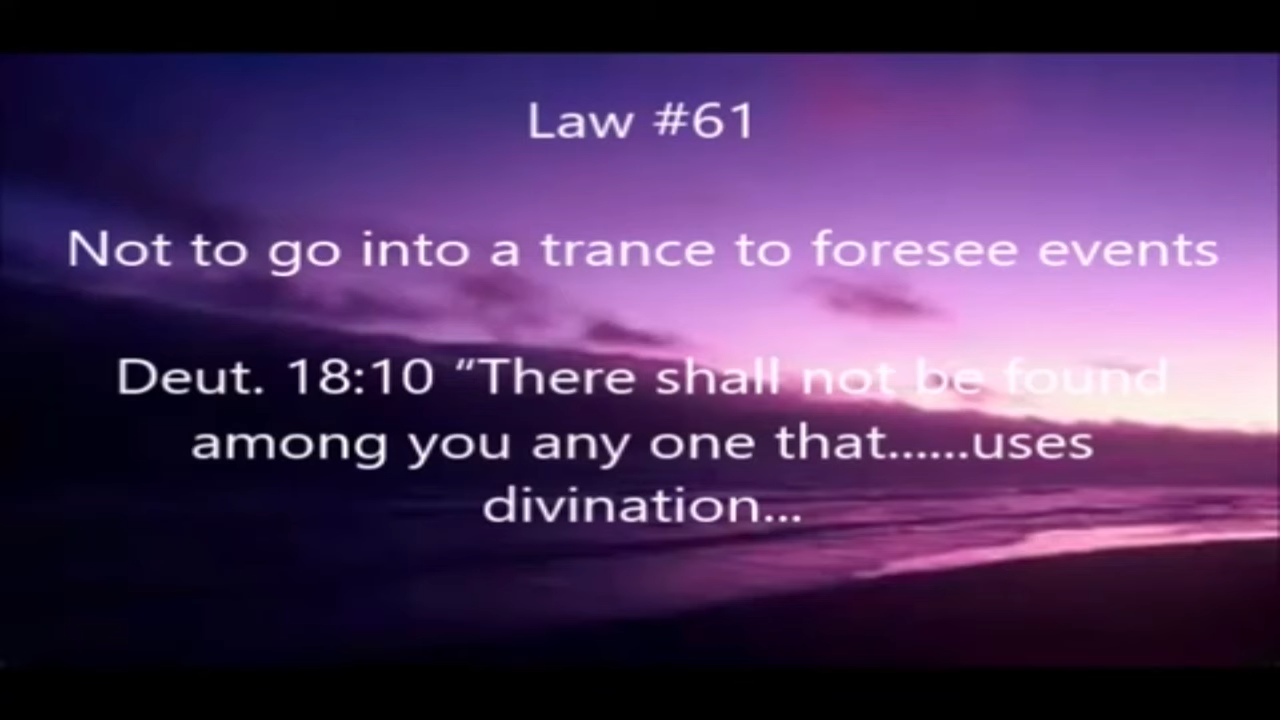 Law #61
Not to go into a trance to foresee events
Deut. 18:10 “There shall not be found
among you any one that......uses
divination...